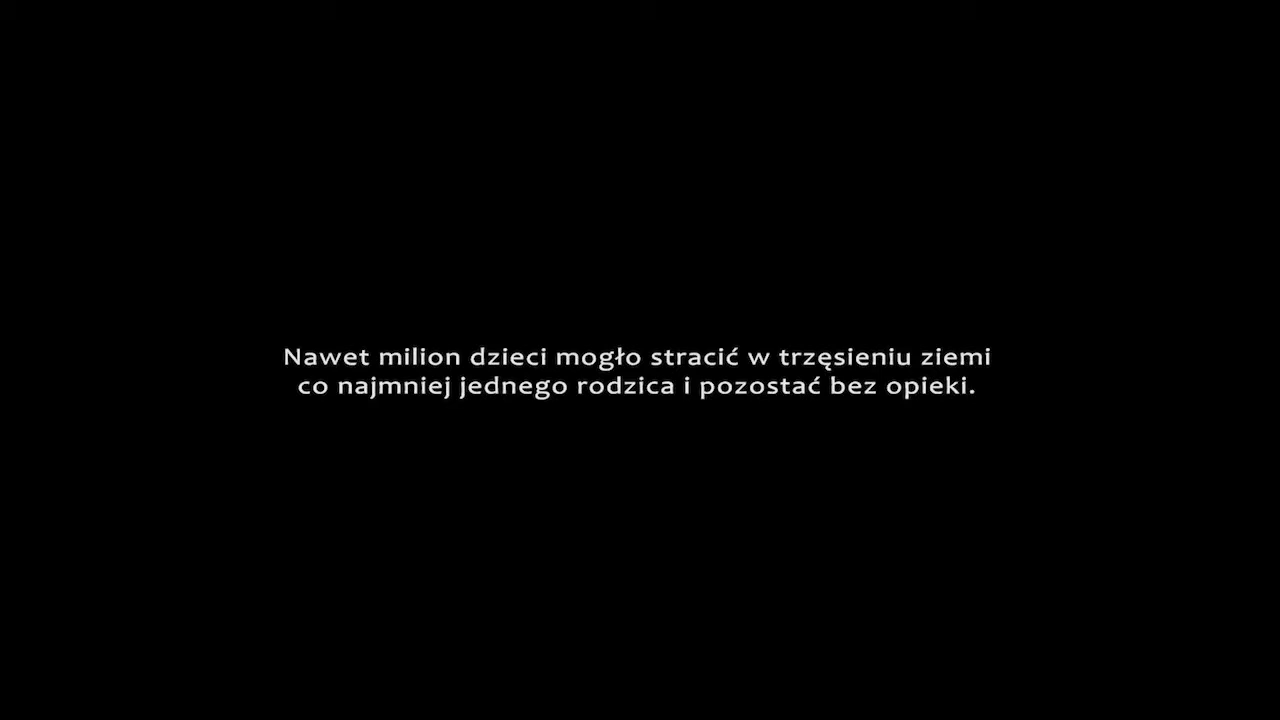 Nawet milion dzieci mogło stracić w trzęsieniu ziemi
co najmniej jednego rodzica i pozostać bez opieki.